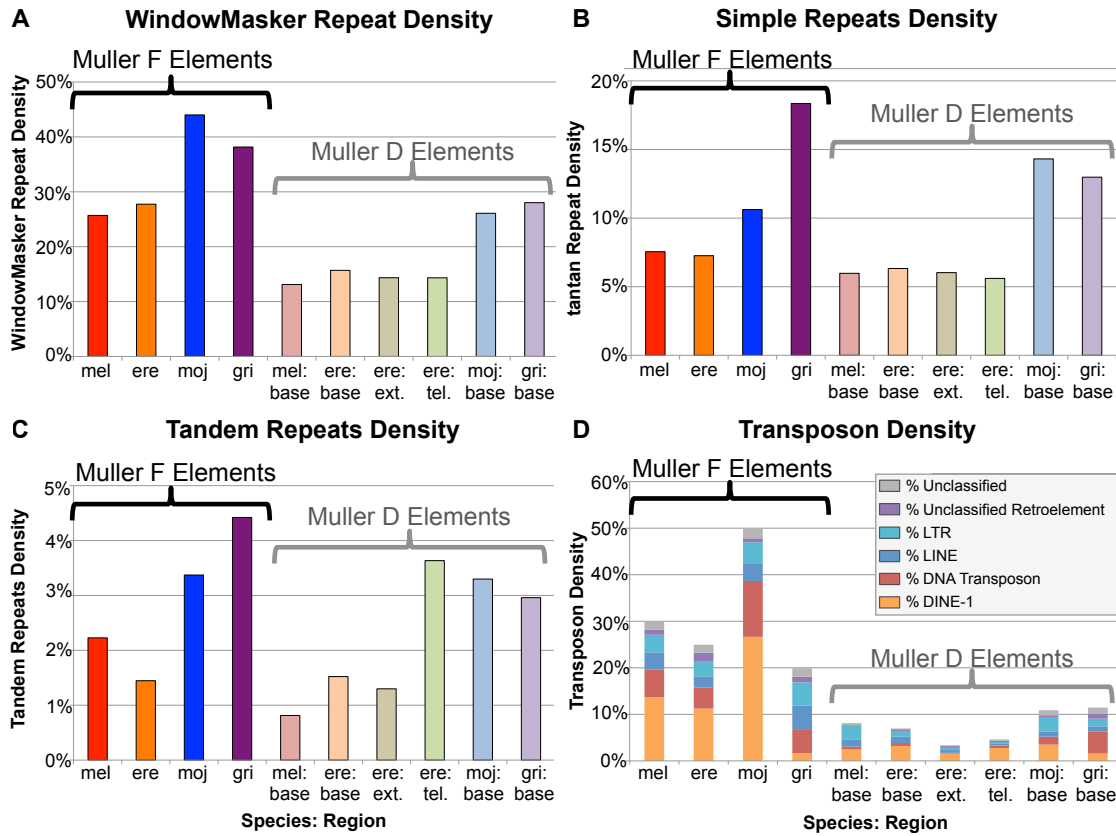 A
WindowMasker Repeat Density
Muller F Elements
Muller D Elements
WindowMasker Repeat Density
50%
40%
30%
20%
10%
0%
mel
ere
moj
gri
mel: base
ere: base
ere: ext.
ere: tel.
moj: base
gri: base
B
Simple Repeats Density
Muller F Elements
Muller D Elements
tantan Repeat Density
20%
15%
10%
5%
0%
mel
ere
moj
gri
mel: base
ere: base
ere: ext.
ere: tel.
moj: base
gri: base
C
Tandem Repeats Density
Muller F Elements
Muller D Elements
Tandem Repeats Density
5%
4%
3%
2%
1%
0%
mel
ere
moj
gri
mel: base
ere: base
ere: ext.
ere: tel.
moj: base
gri: base
Species: Region
D
Transposon Density
Muller F Elements
Muller D Elements
% Unclassified
% Unclassified Retroelement
% LTR
% LINE
% DNA Transposon
% DINE-1
Transposon Density
60%
50%
40%
30%
20%
10%
0%
mel
ere
moj
gri
mel: base
ere: base
ere: ext.
ere: tel.
moj: base
gri: base
Species: Region